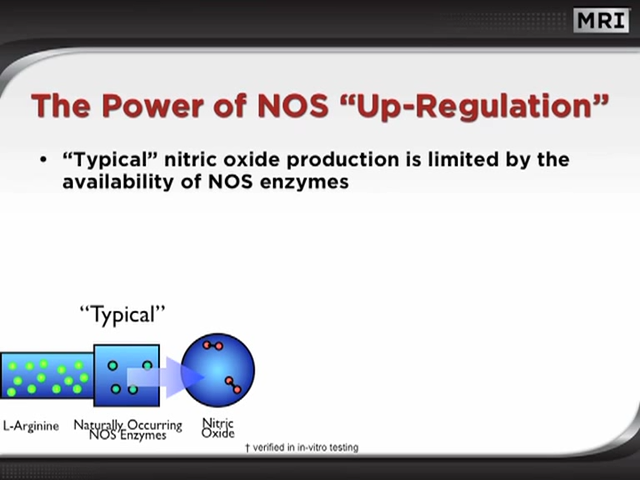 MRI
The Power of NOS “Up-Regulation”
• “Typical” nitric oxide production is limited by the
availability of NOS enzymes
“Typical”
L-Arginine
Naturally Occurring
NOS Enzymes
Nitric
Oxide
† verified in in-vitro testing